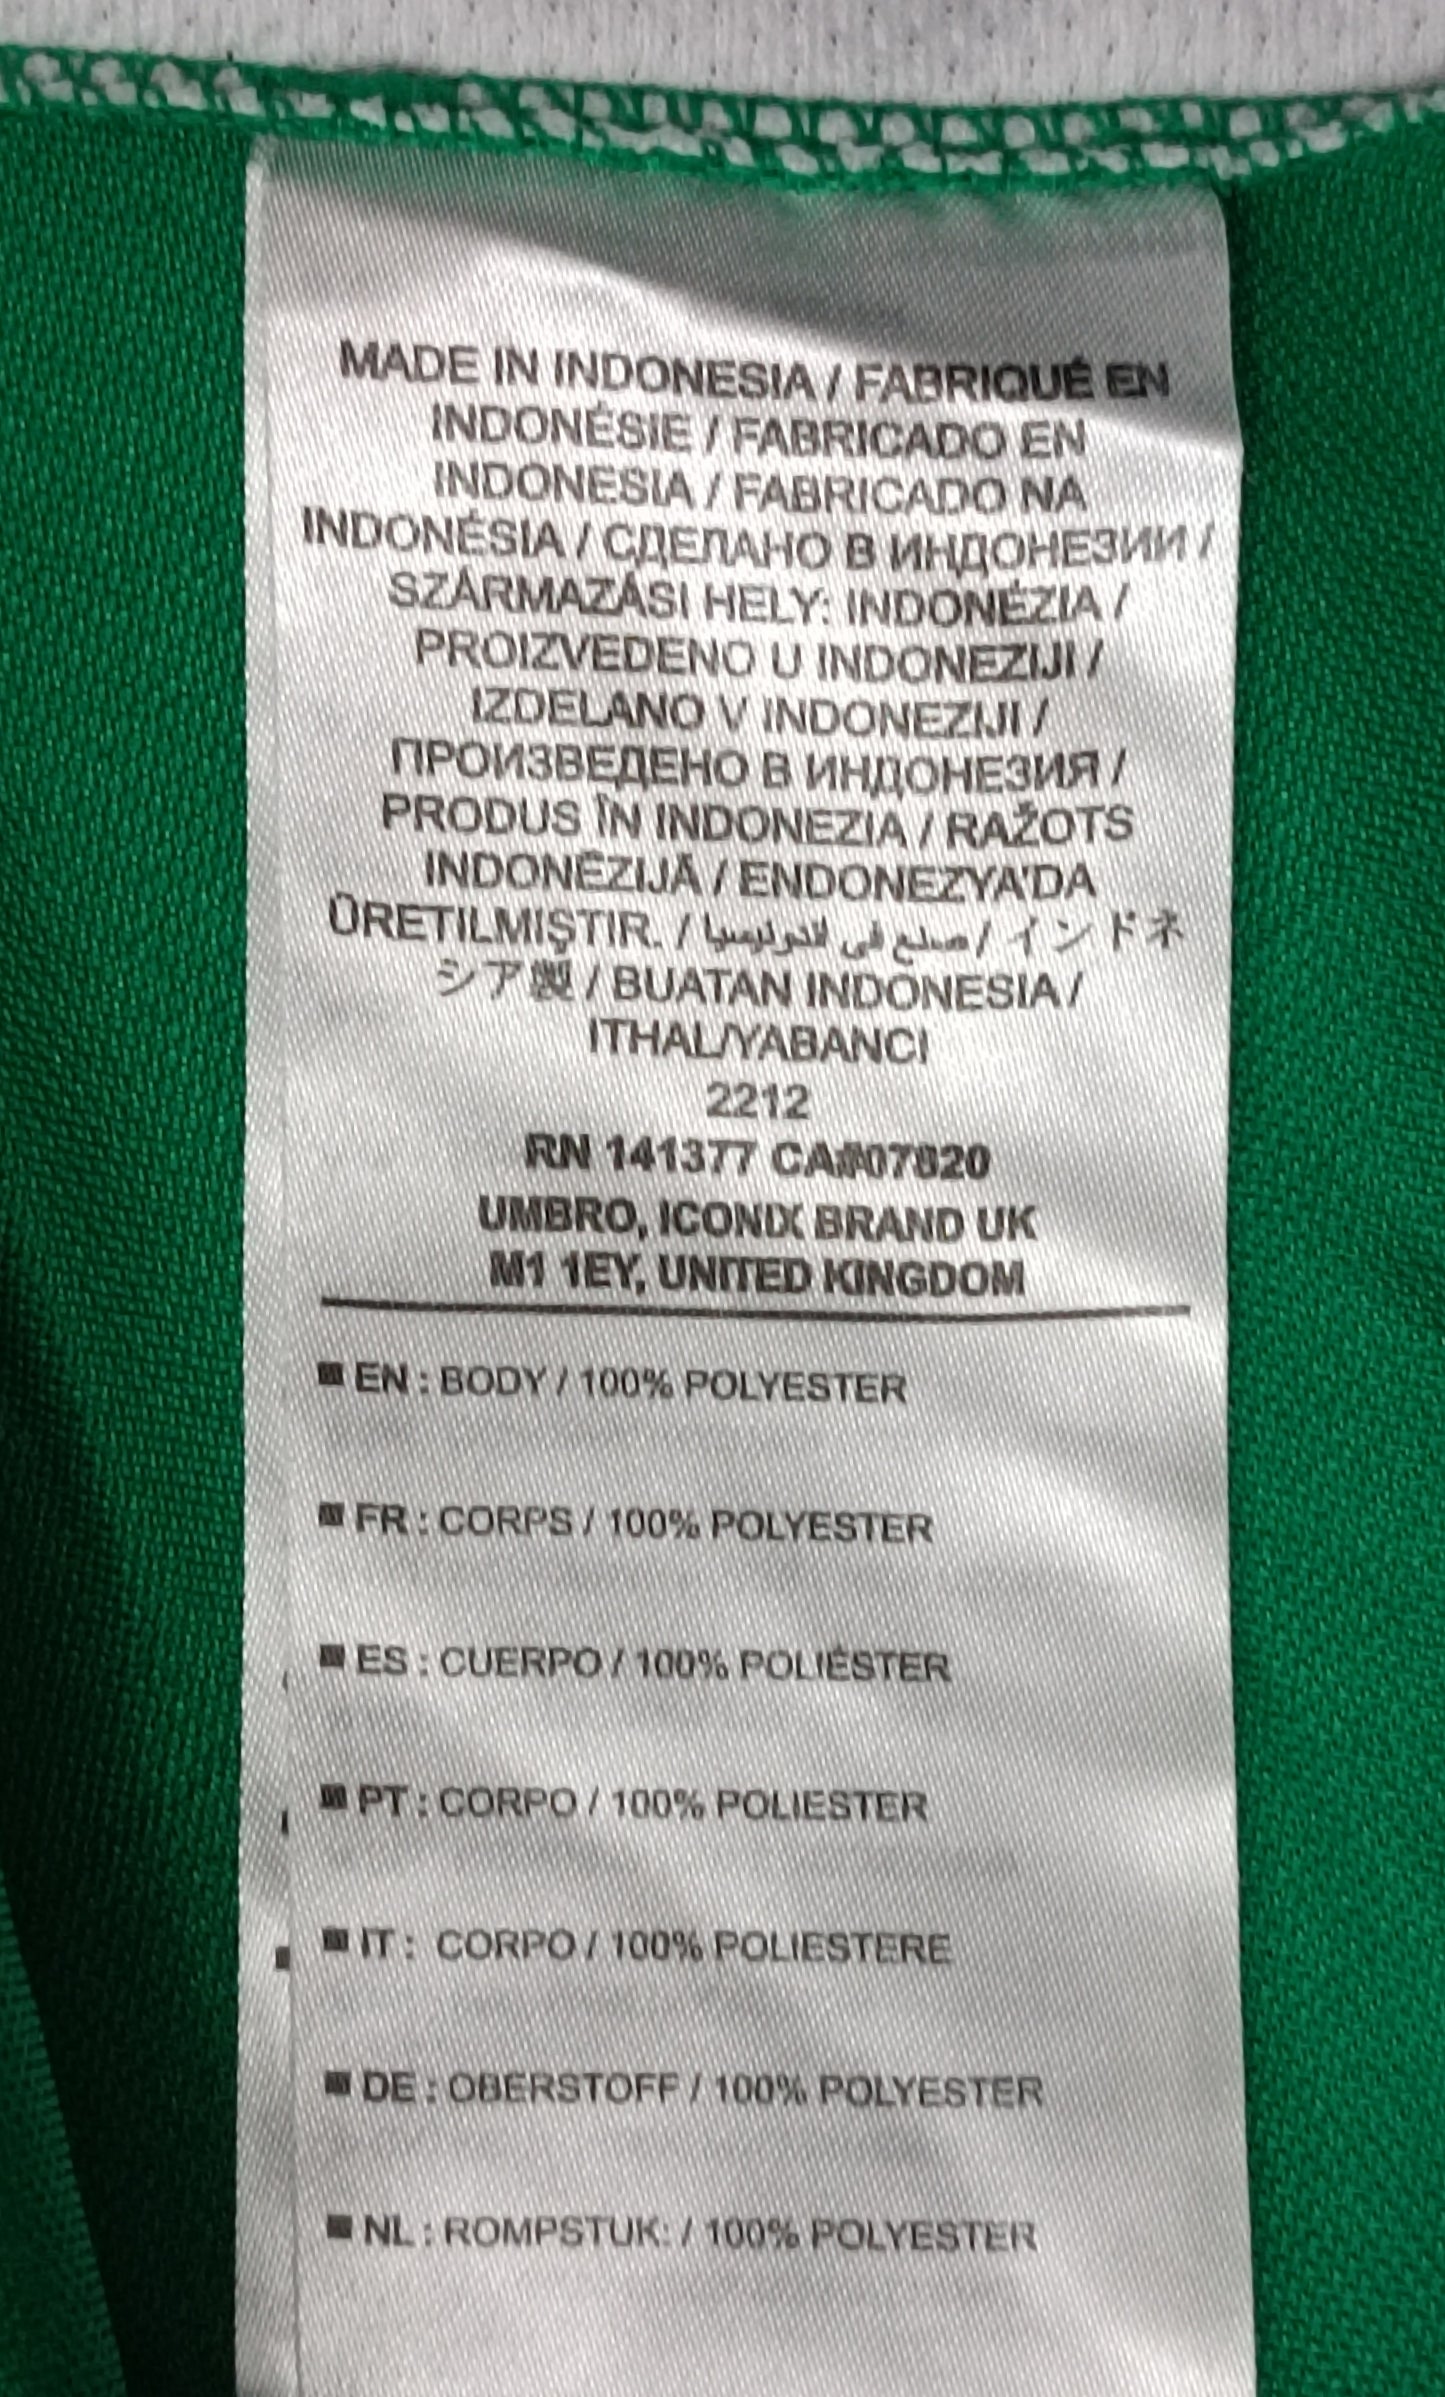 MADE IN INDONESIA / FABRIQUÉ EN
INDONÉSIE / FABRICADO EN
INDONESIA / FABRICADO NA
INDONÉSIA / СДЕЛАНО В ИНДОНЕЗИИ /
SZÁRMAZÁSI HELY: INDONÉZIA /
PROIZVEDENO U INDONEZIJI /
IZDELANO V INDONEZIJI /
ПРОИЗВЕДЕНО В ИНДОНЕЗИЯ /
PRODUS ÎN INDONEZIA / RAŽOTS
INDONĒZIJĀ / ENDONEZYA'DA
ÜRETILMIŞTIR. / صنع في اندونيسيا / インドネ
シア製 / BUATAN INDONESIA /
ITHAL/YABANCI
2212
RN 141377 CA#07820
UMBRO, ICONIX BRAND UK
M1 1EY, UNITED KINGDOM
■ EN : BODY / 100% POLYESTER
■ FR : CORPS / 100% POLYESTER
■ ES : CUERPO / 100% POLIÉSTER
■ PT : CORPO / 100% POLIESTER
■ IT : CORPO / 100% POLIESTERE
■ DE : OBERSTOFF / 100% POLYESTER
■ NL : ROMPSTUK: / 100% POLYESTER